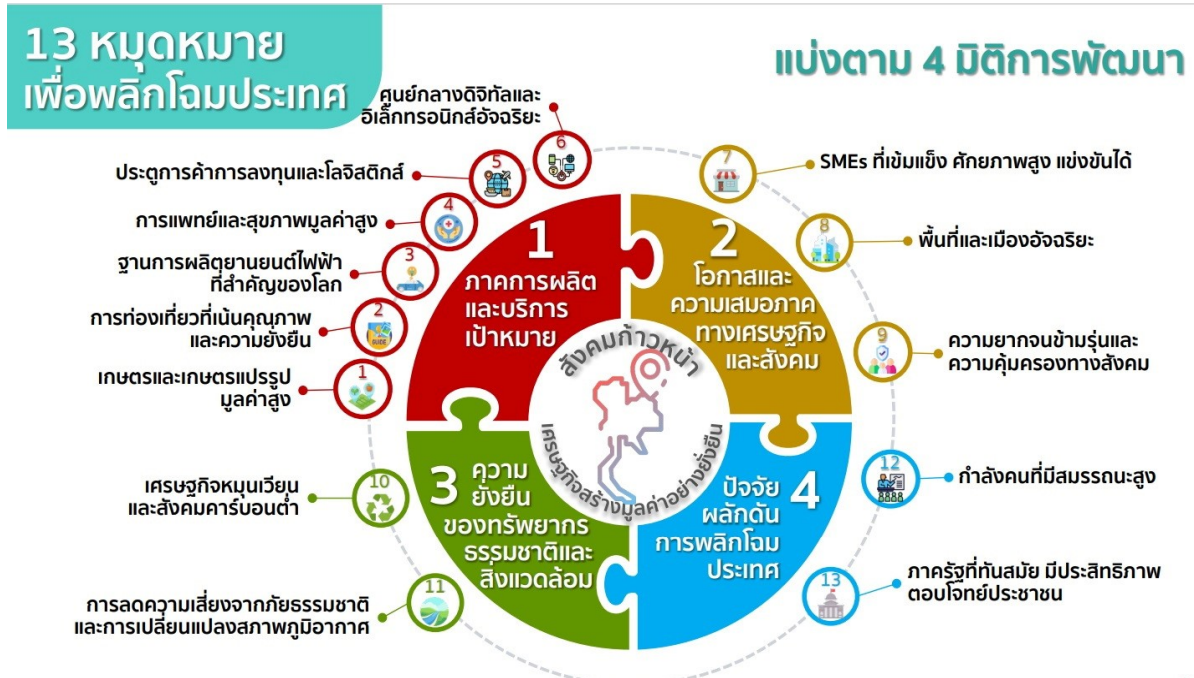 13 หมุดหมาย
เพื่อพลิกโฉมประเทศ
แบ่งตาม 4 มิติการพัฒนา
ศูนย์กลางดิจิทัลและ
อิเล็กทรอนิกส์อัจฉริยะ
6
5
ประตูการค้าการลงทุนและโลจิสติกส์
4
การแพทย์และสุขภาพมูลค่าสูง
3
ฐานการผลิตยานยนต์ไฟฟ้า
ที่สำคัญของโลก
2
GUIDE
การท่องเที่ยวที่เน้นคุณภาพ
และความยั่งยืน
1
เกษตรและเกษตรแปรรูป
มูลค่าสูง
1
ภาคการผลิต
และบริการ
เป้าหมาย
2
โอกาสและ
ความเสมอภาค
ทางเศรษฐกิจ
และสังคม
7
SMEs ที่เข้มแข็ง ศักยภาพสูง แข่งขันได้
8
พื้นที่และเมืองอัจฉริยะ
9
ความยากจนข้ามรุ่นและ
ความคุ้มครองทางสังคม
สังคมก้าวหน้า
เศรษฐกิจสร้างมูลค่าอย่างยั่งยืน
3 ความ
ยั่งยืน
ของทรัพยากร
ธรรมชาติและ
สิ่งแวดล้อม
10
เศรษฐกิจหมุนเวียน
และสังคมคาร์บอนต่ำ
11
การลดความเสี่ยงจากภัยธรรมชาติ
และการเปลี่ยนแปลงสภาพภูมิอากาศ
4
ปัจจัย
ผลักดัน
การพลิกโฉม
ประเทศ
12
กำลังคนที่มีสมรรถนะสูง
13
ภาครัฐที่ทันสมัย มีประสิทธิภาพ
ตอบโจทย์ประชาชน